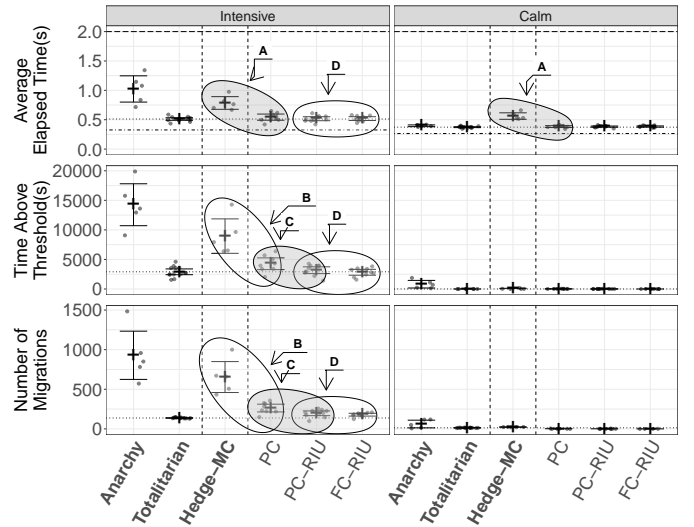 Intensive
Calm
Average
Elapsed Time(s)
2.0
1.5
1.0
0.5
0.0
A
D
A
Time Above
Threshold(s)
20000
15000
10000
5000
0
B
C
D
Number of
Migrations
1500
1000
500
0
B
C
D
Anarchy
Totalitarian
Hedge−MC
PC
PC−RIU
FC−RIU
Anarchy
Totalitarian
Hedge−MC
PC
PC−RIU
FC−RIU